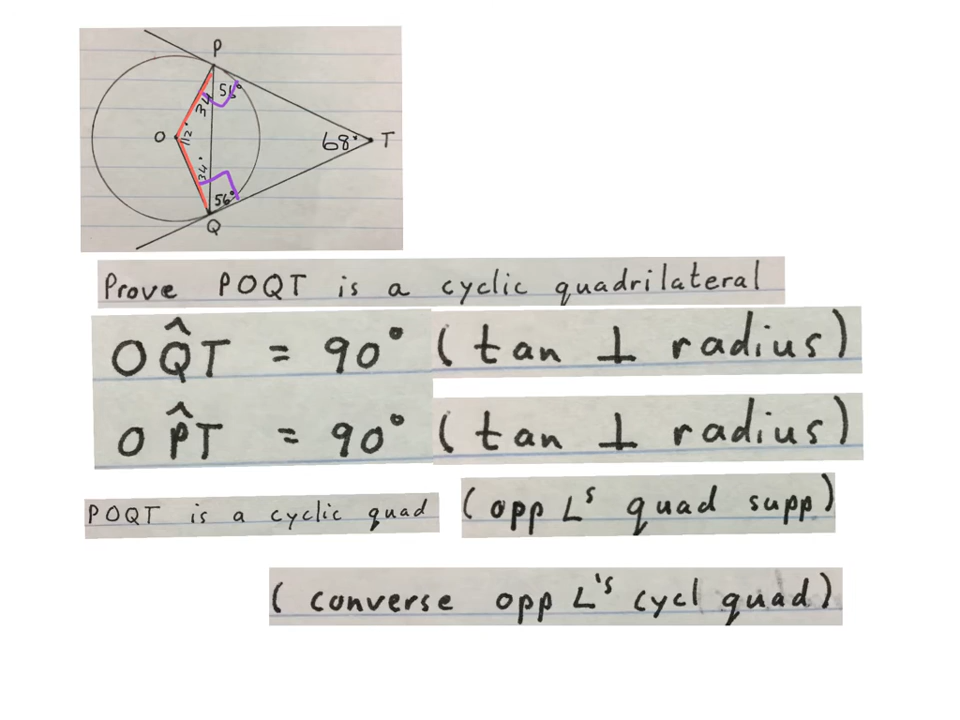 P
34 56°
O 112° 68° T
34°
56°
Q
Prove POQT is a cyclic quadrilateral
OQ̂T = 90° (tan ⊥ radius)
OP̂T = 90° (tan ⊥ radius)
POQT is a cyclic quad (opp ∠s quad supp)
(converse opp ∠'s cycl quad)